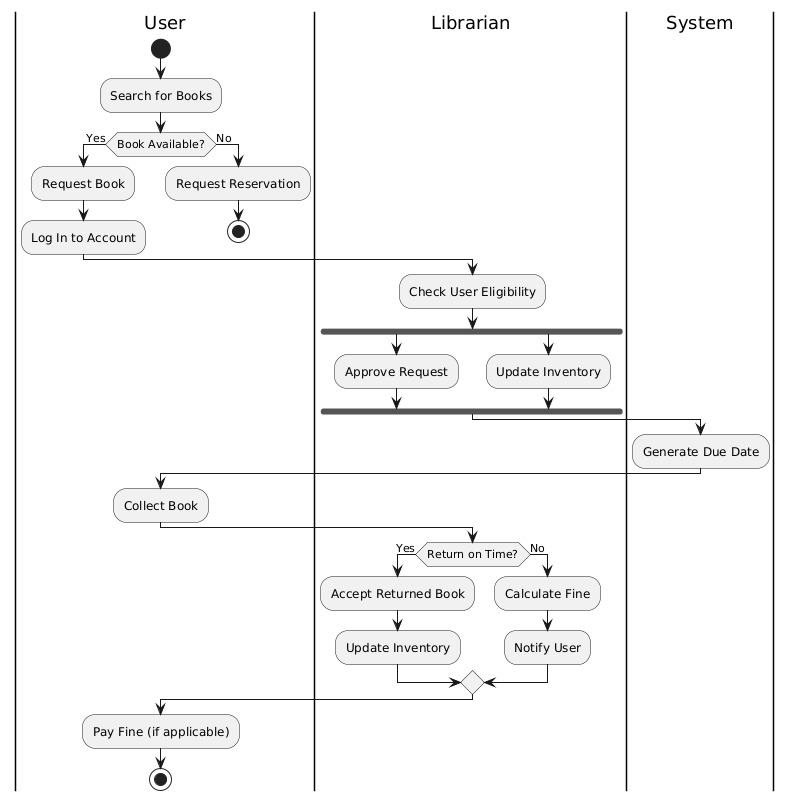 User
Librarian
System
Search for Books
Yes
Book Available?
No
Request Book
Request Reservation
Log In to Account
Check User Eligibility
Approve Request
Update Inventory
Generate Due Date
Collect Book
Yes
Return on Time?
No
Accept Returned Book
Calculate Fine
Update Inventory
Notify User
Pay Fine (if applicable)